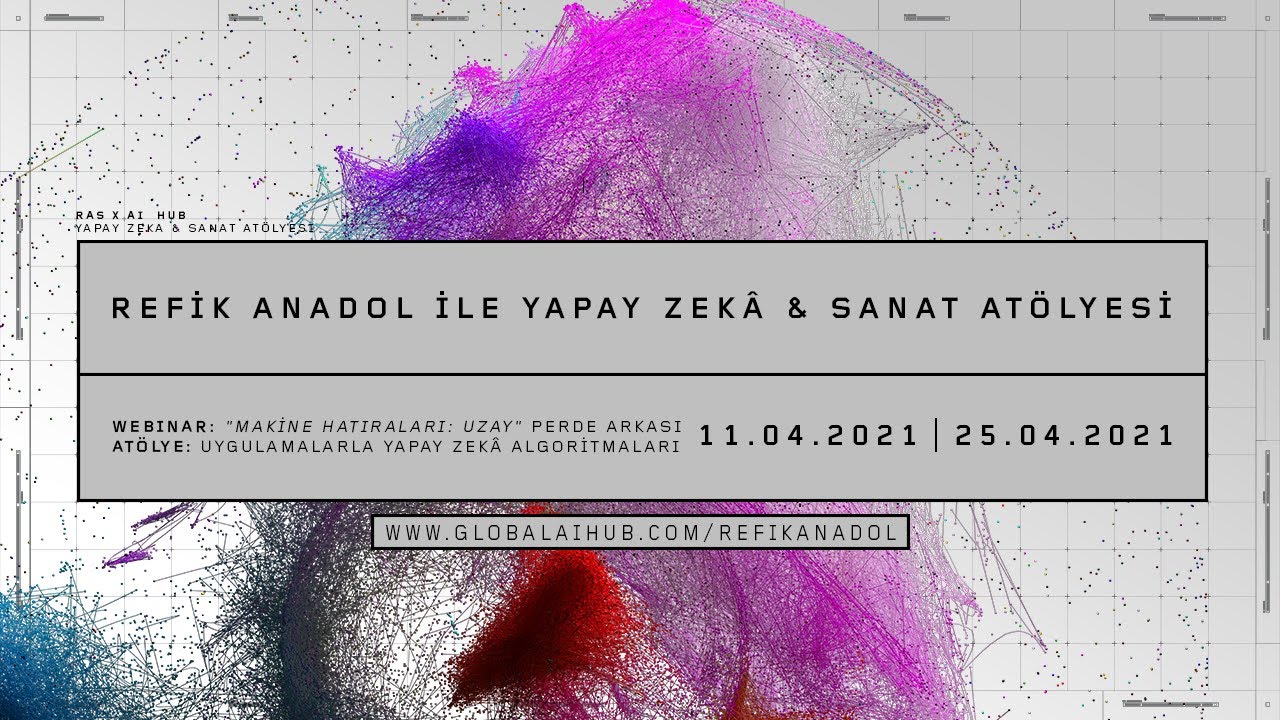 RAS X AI HUB
YAPAY ZEKA & SANAT ATÖLYESİ
REFİK ANADOL İLE YAPAY ZEKÂ & SANAT ATÖLYESİ
WEBINAR: "MAKİNE HATIRALARI: UZAY" PERDE ARKASI
ATÖLYE: UYGULAMALARLA YAPAY ZEKÂ ALGORİTMALARI
11.04.2021 | 25.04.2021
WWW.GLOBALAIHUB.COM/REFIKANADOL